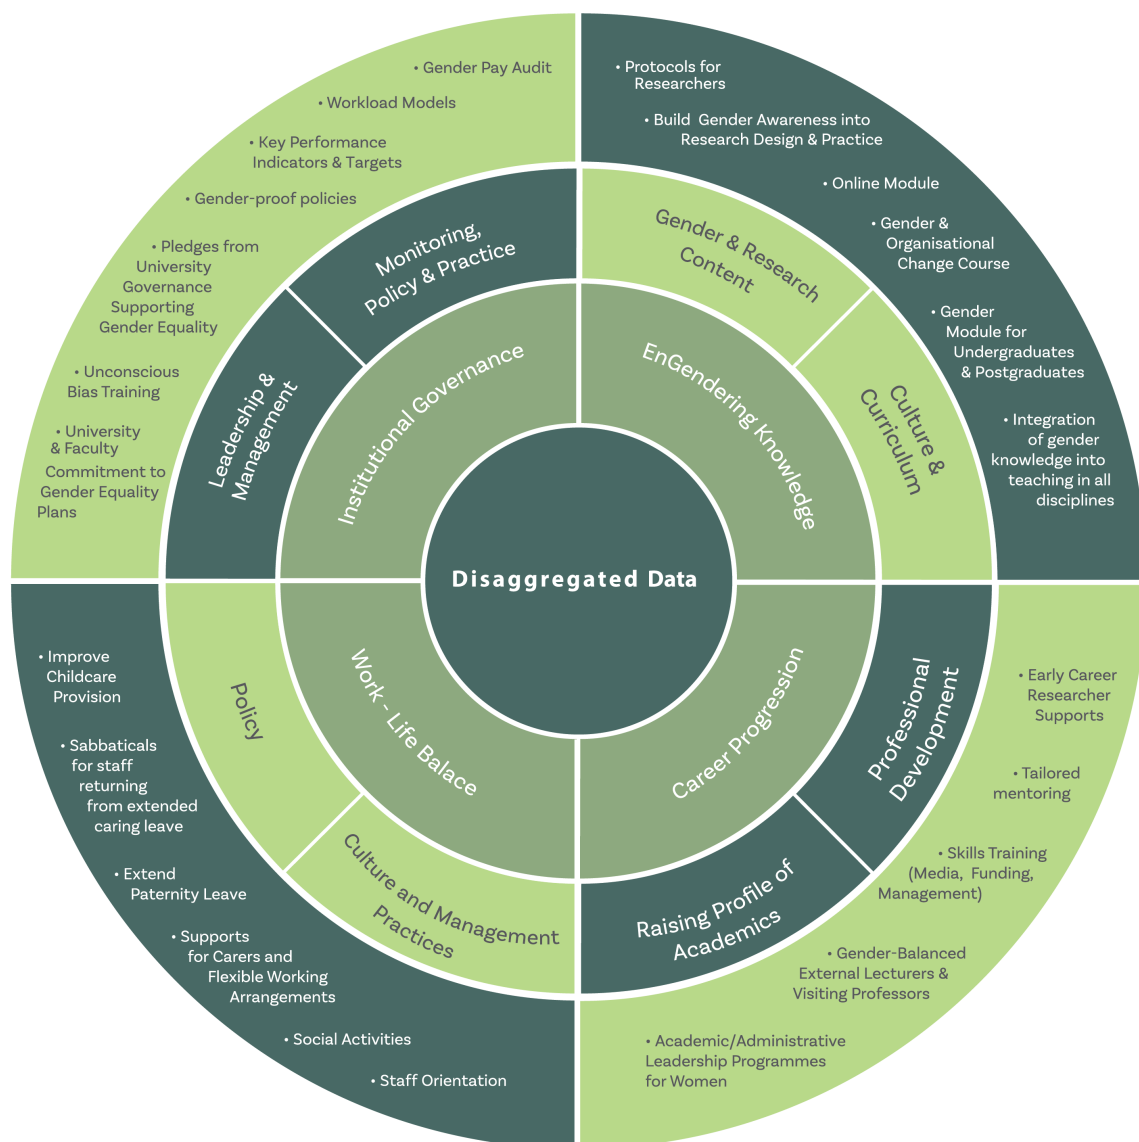 • Gender Pay Audit
• Workload Models
• Key Performance
Indicators & Targets
• Gender-proof policies
• Pledges from
University
Governance
Supporting
Gender Equality
• Unconscious
Bias Training
• University
& Faculty
Commitment to
Gender Equality
Plans
• Protocols for
Researchers
• Build Gender Awareness into
Research Design & Practice
• Online Module
• Gender &
Organisational
Change Course
• Gender
Module for
Undergraduates
& Postgraduates
• Integration
of gender
knowledge into
teaching in all
disciplines
Monitoring,
Policy & Practice
Leadership &
Management
Gender & Research
Content
Culture &
Curriculum
Institutional Governance
EnGendering Knowledge
Disaggregated Data
Work - Life Balace
Career Progression
Policy
Culture and Management
Practices
Professional
Development
Raising Profile of
Academics
• Improve
Childcare
Provision
• Sabbaticals
for staff
returning
from extended
caring leave
• Extend
Paternity Leave
• Supports
for Carers and
Flexible Working
Arrangements
• Social Activities
• Staff Orientation
• Early Career
Researcher
Supports
• Tailored
mentoring
• Skills Training
(Media, Funding,
Management)
• Gender-Balanced
External Lecturers &
Visiting Professors
• Academic/Administrative
Leadership Programmes
for Women